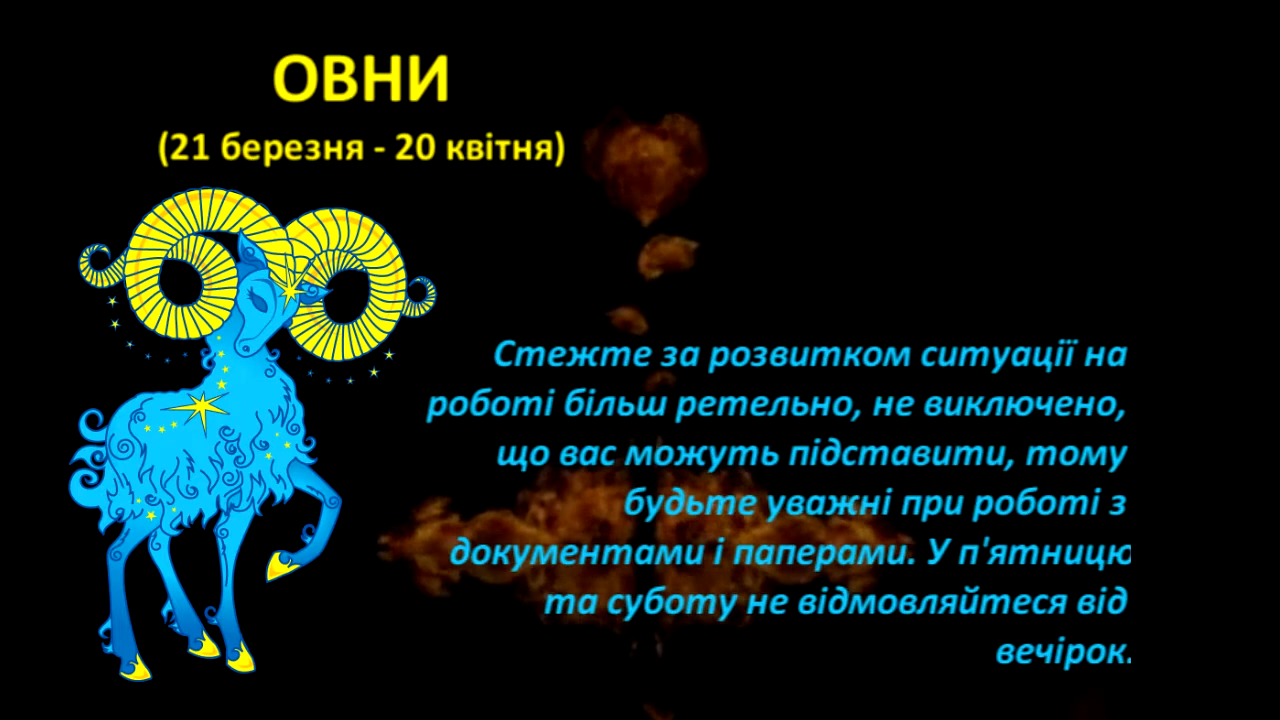 ОВНИ
(21 березня - 20 квітня)
Стежте за розвитком ситуації на
роботі більш ретельно, не виключено,
що вас можуть підставити, тому
будьте уважні при роботі з
документами і паперами. У п'ятницю
та суботу не відмовляйтеся від
вечірок.